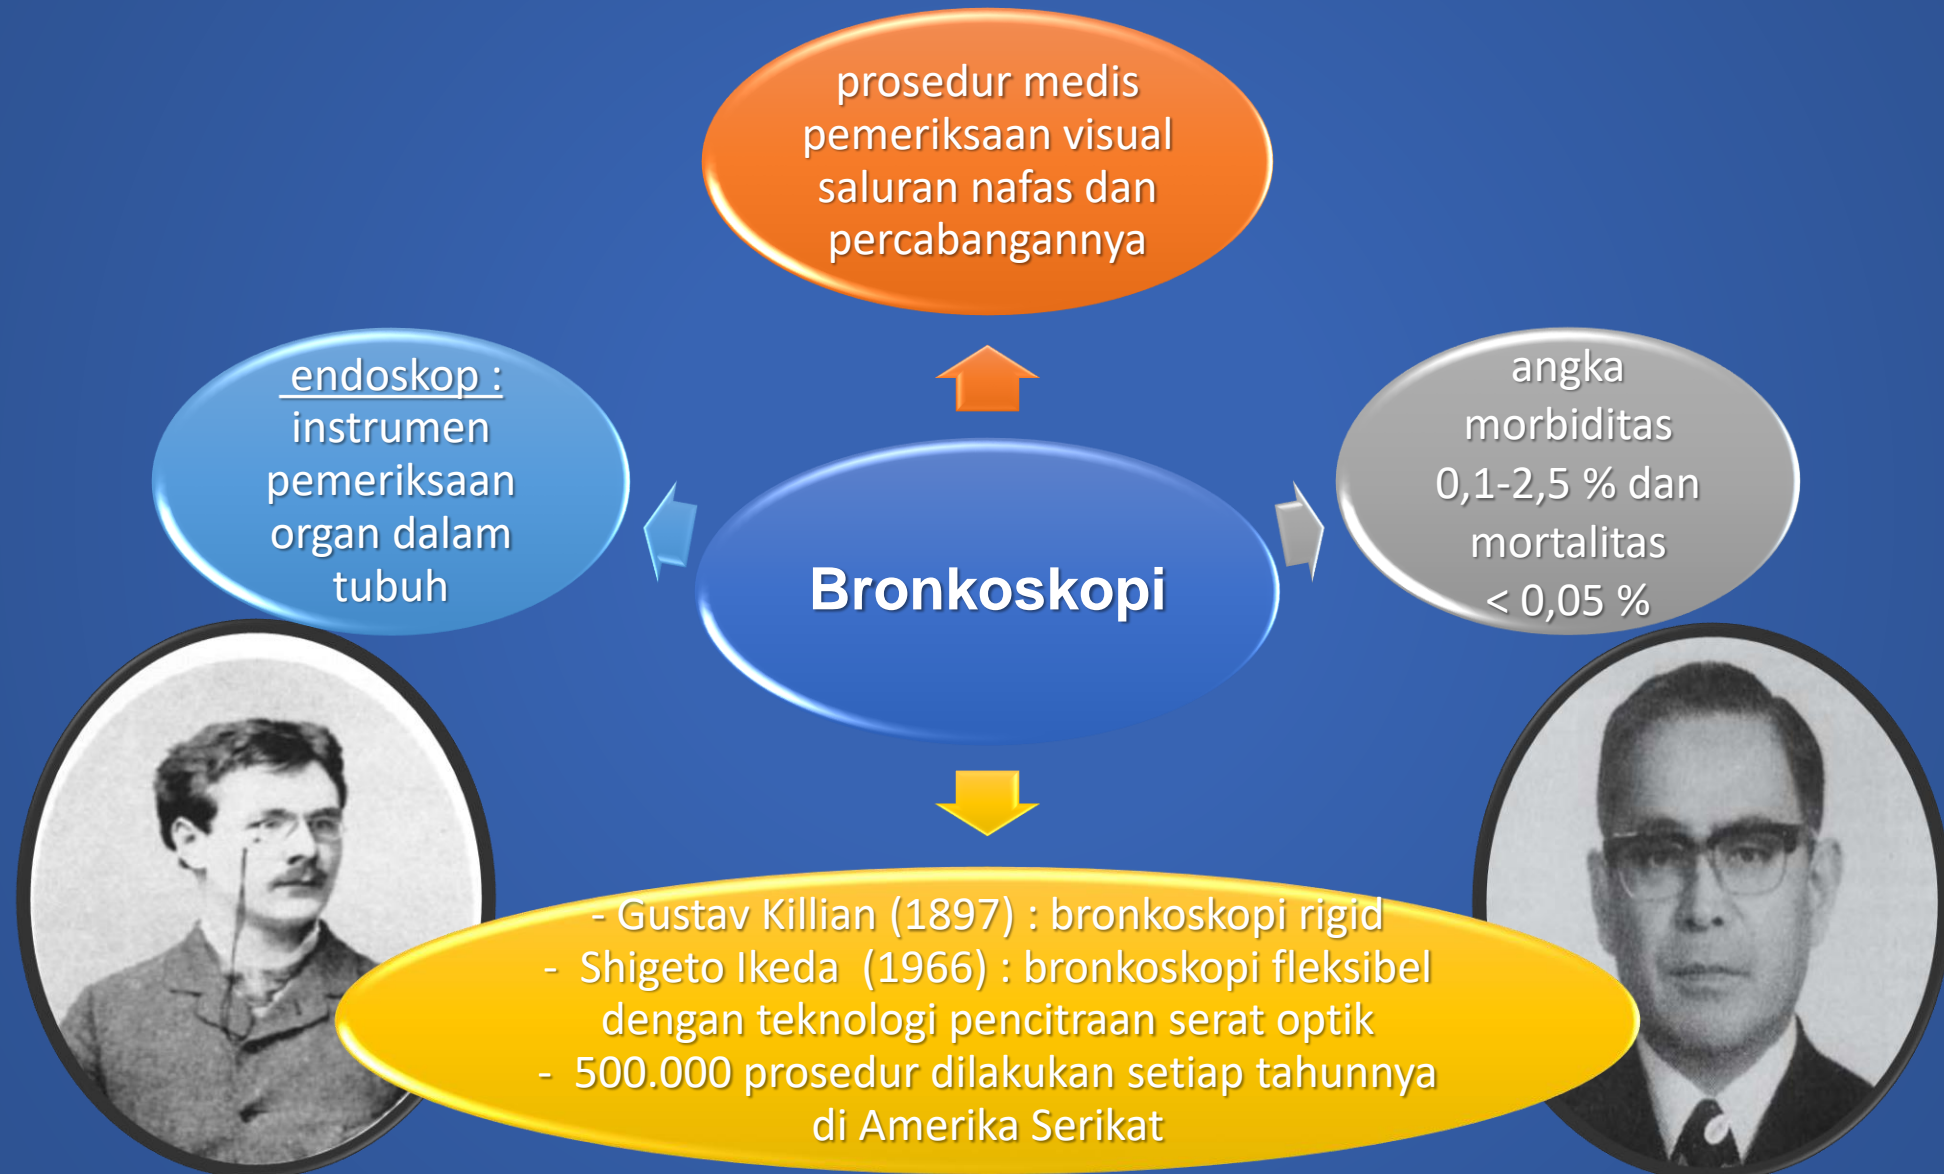 prosedur medis
pemeriksaan visual
saluran nafas dan
percabangannya
endoskop :
instrumen
pemeriksaan
organ dalam
tubuh
angka
morbiditas
0,1-2,5 % dan
mortalitas
< 0,05 %
Bronkoskopi
- Gustav Killian (1897) : bronkoskopi rigid
- Shigeto Ikeda (1966) : bronkoskopi fleksibel
dengan teknologi pencitraan serat optik
- 500.000 prosedur dilakukan setiap tahunnya
di Amerika Serikat